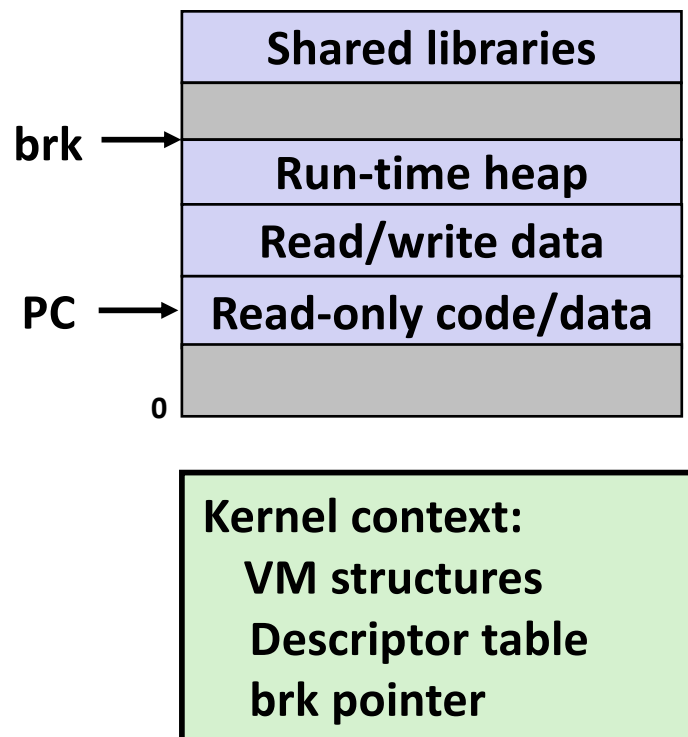 Shared libraries
brk
Run-time heap
Read/write data
PC
Read-only code/data
0
Kernel context:
VM structures
Descriptor table
brk pointer